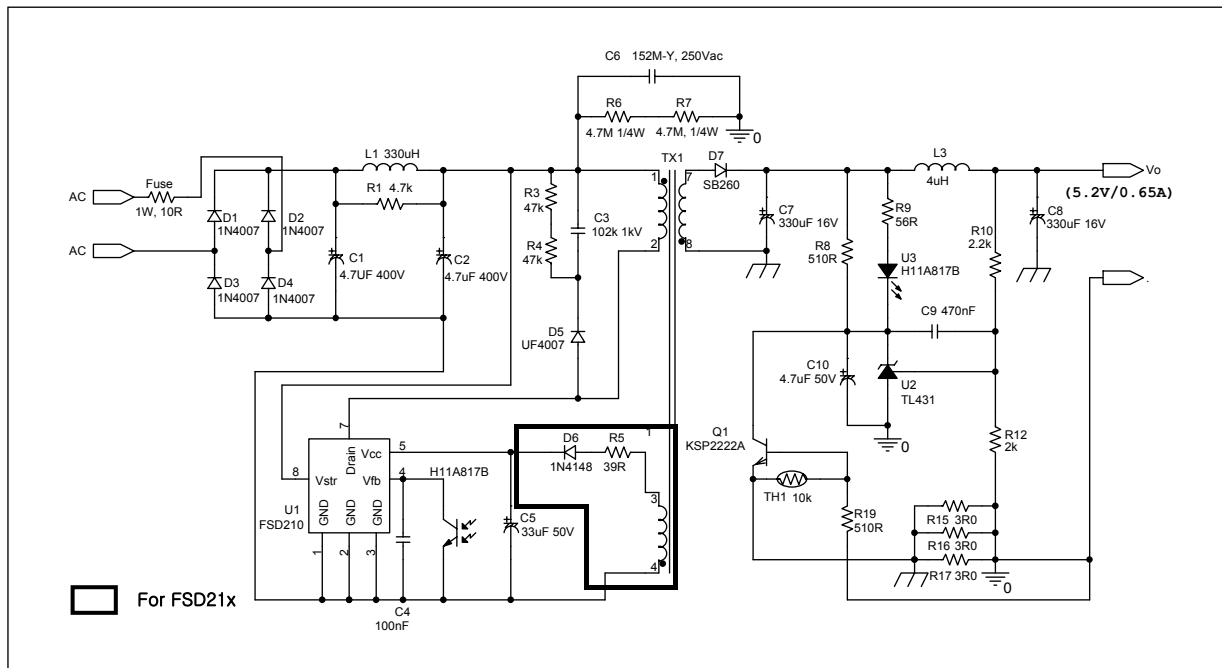 C6 152M-Y, 250Vac
R6
R7
4.7M 1/4W
4.7M, 1/4W
0
L1 330uH
TX1
D7
SB260
L3
4uH
Vo
(5.2V/0.65A)
AC
Fuse
1W, 10R
R1 4.7k
1
2
7
8
R3
47k
C3
102k 1kV
R4
47k
C7
330uF 16V
R9
56R
R8
510R
R10
2.2k
C8
330uF 16V
AC
D1
1N4007
D2
1N4007
D3
1N4007
D4
1N4007
C1
4.7UF 400V
C2
4.7uF 400V
U3
H11A817B
.
D5
UF4007
C9 470nF
C10
4.7uF 50V
U2
TL431
0
7
Drain
Vcc
5
8
Vstr
Vfb
4
U1
FSD210
GND
GND
GND
1
2
3
H11A817B
D6
1N4148
R5
39R
1
3
4
C5
33uF 50V
C4
100nF
Q1
KSP2222A
TH1 10k
R19
510R
R12
2k
R15 3R0
R16 3R0
R17 3R0
0
For FSD21x